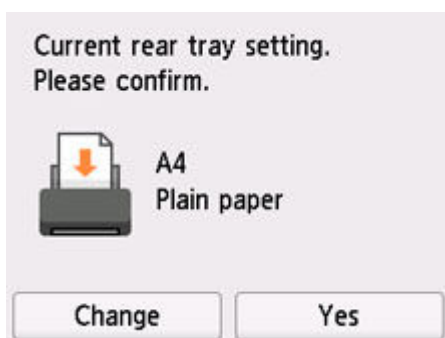 Current rear tray setting.
Please confirm.
A4
Plain paper
Change
Yes